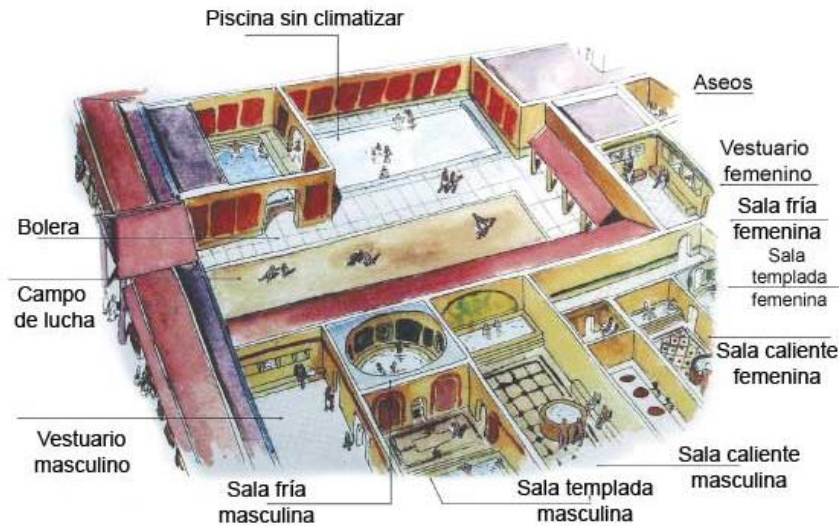 Piscina sin climatizar
Aseos
Vestuario
femenino
Sala fría
femenina
Sala
templada
femenina
Sala caliente
femenina
Bolera
Campo
de lucha
Vestuario
masculino
Sala fría
masculina
Sala templada
masculina
Sala caliente
masculina